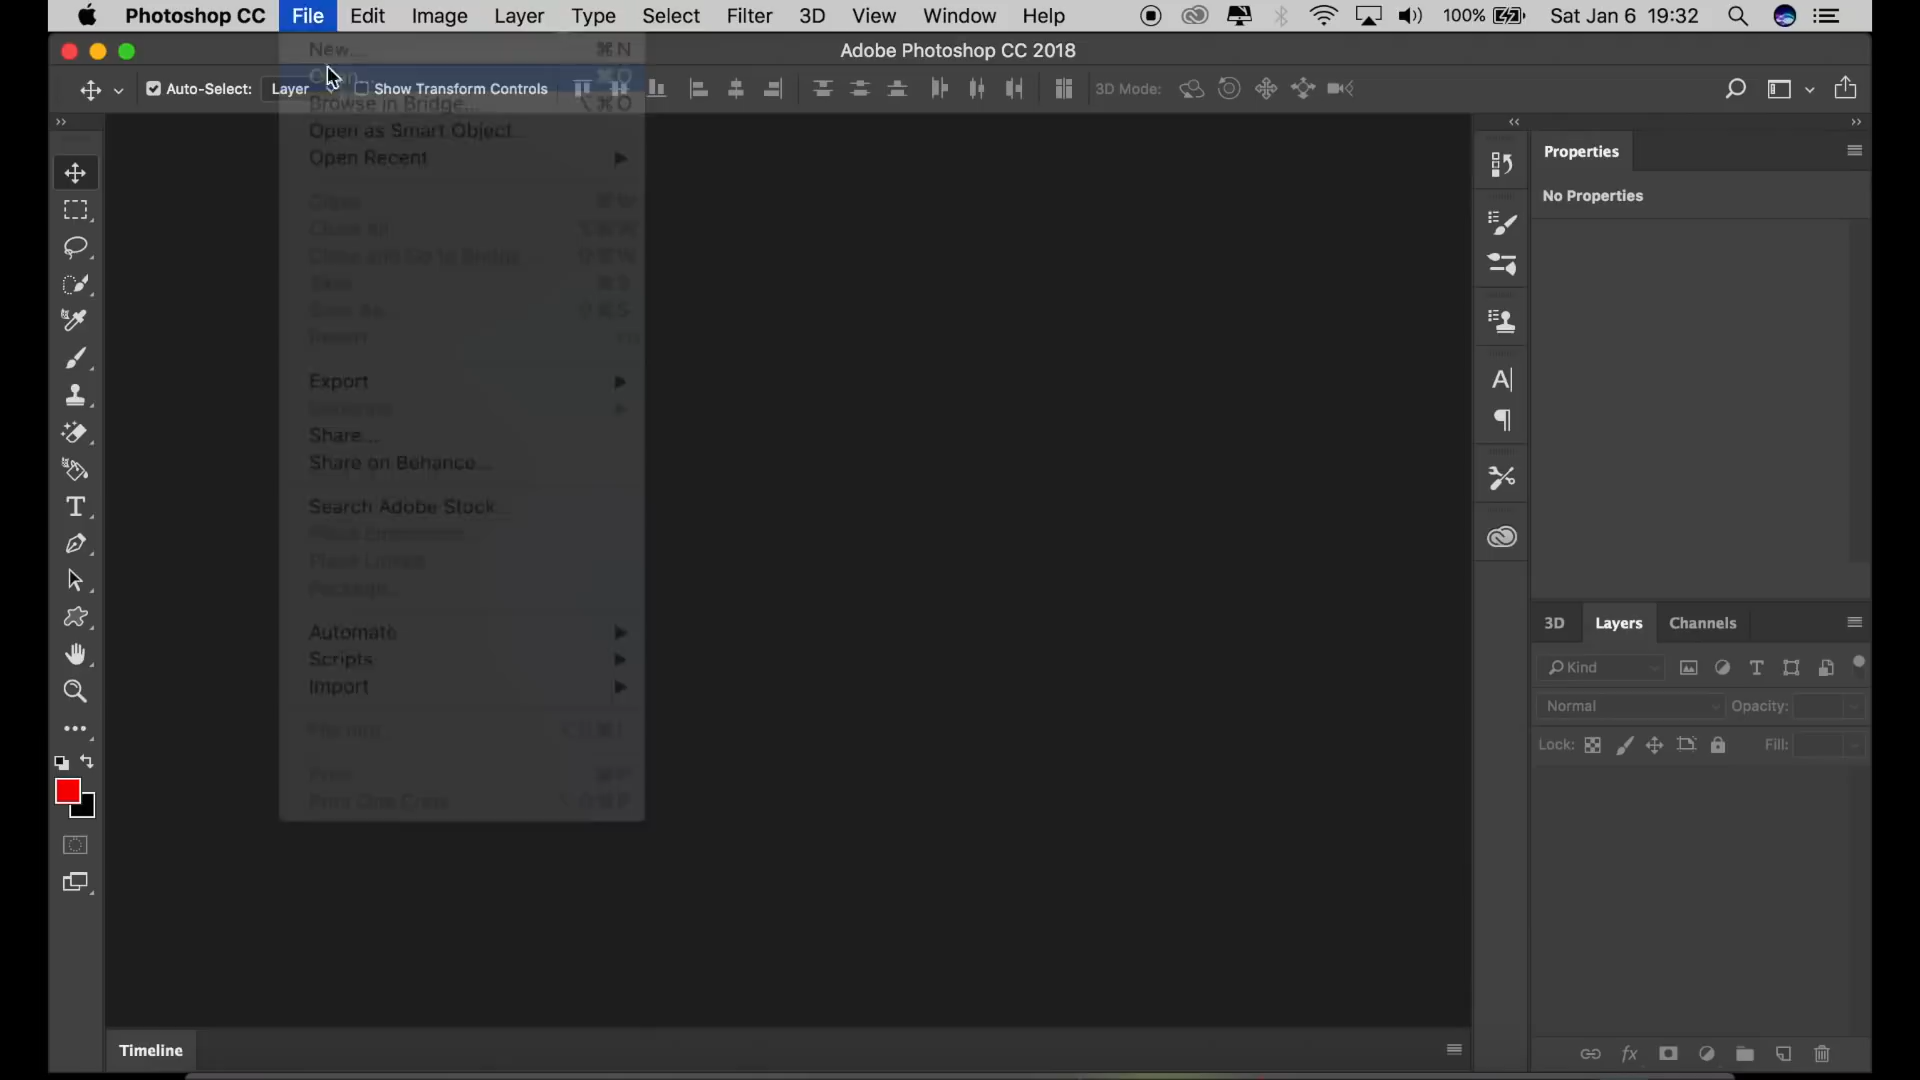 Photoshop CC File Edit Image Layer Type Select Filter 3D View Window Help 100% Sat Jan 6 19:32
Adobe Photoshop CC 2018
Auto-Select: Layer Show Transform Controls 3D Mode:
New... ⌘N
Open... ⌘O
Browse in Bridge... ⌥⌘O
Open as Smart Object...
Open Recent
Export
Share...
Share on Behance...
Search Adobe Stock...
Automate
Scripts
Import
Properties
No Properties
3D Layers Channels
Kind
Normal Opacity:
Lock: Fill:
Timeline